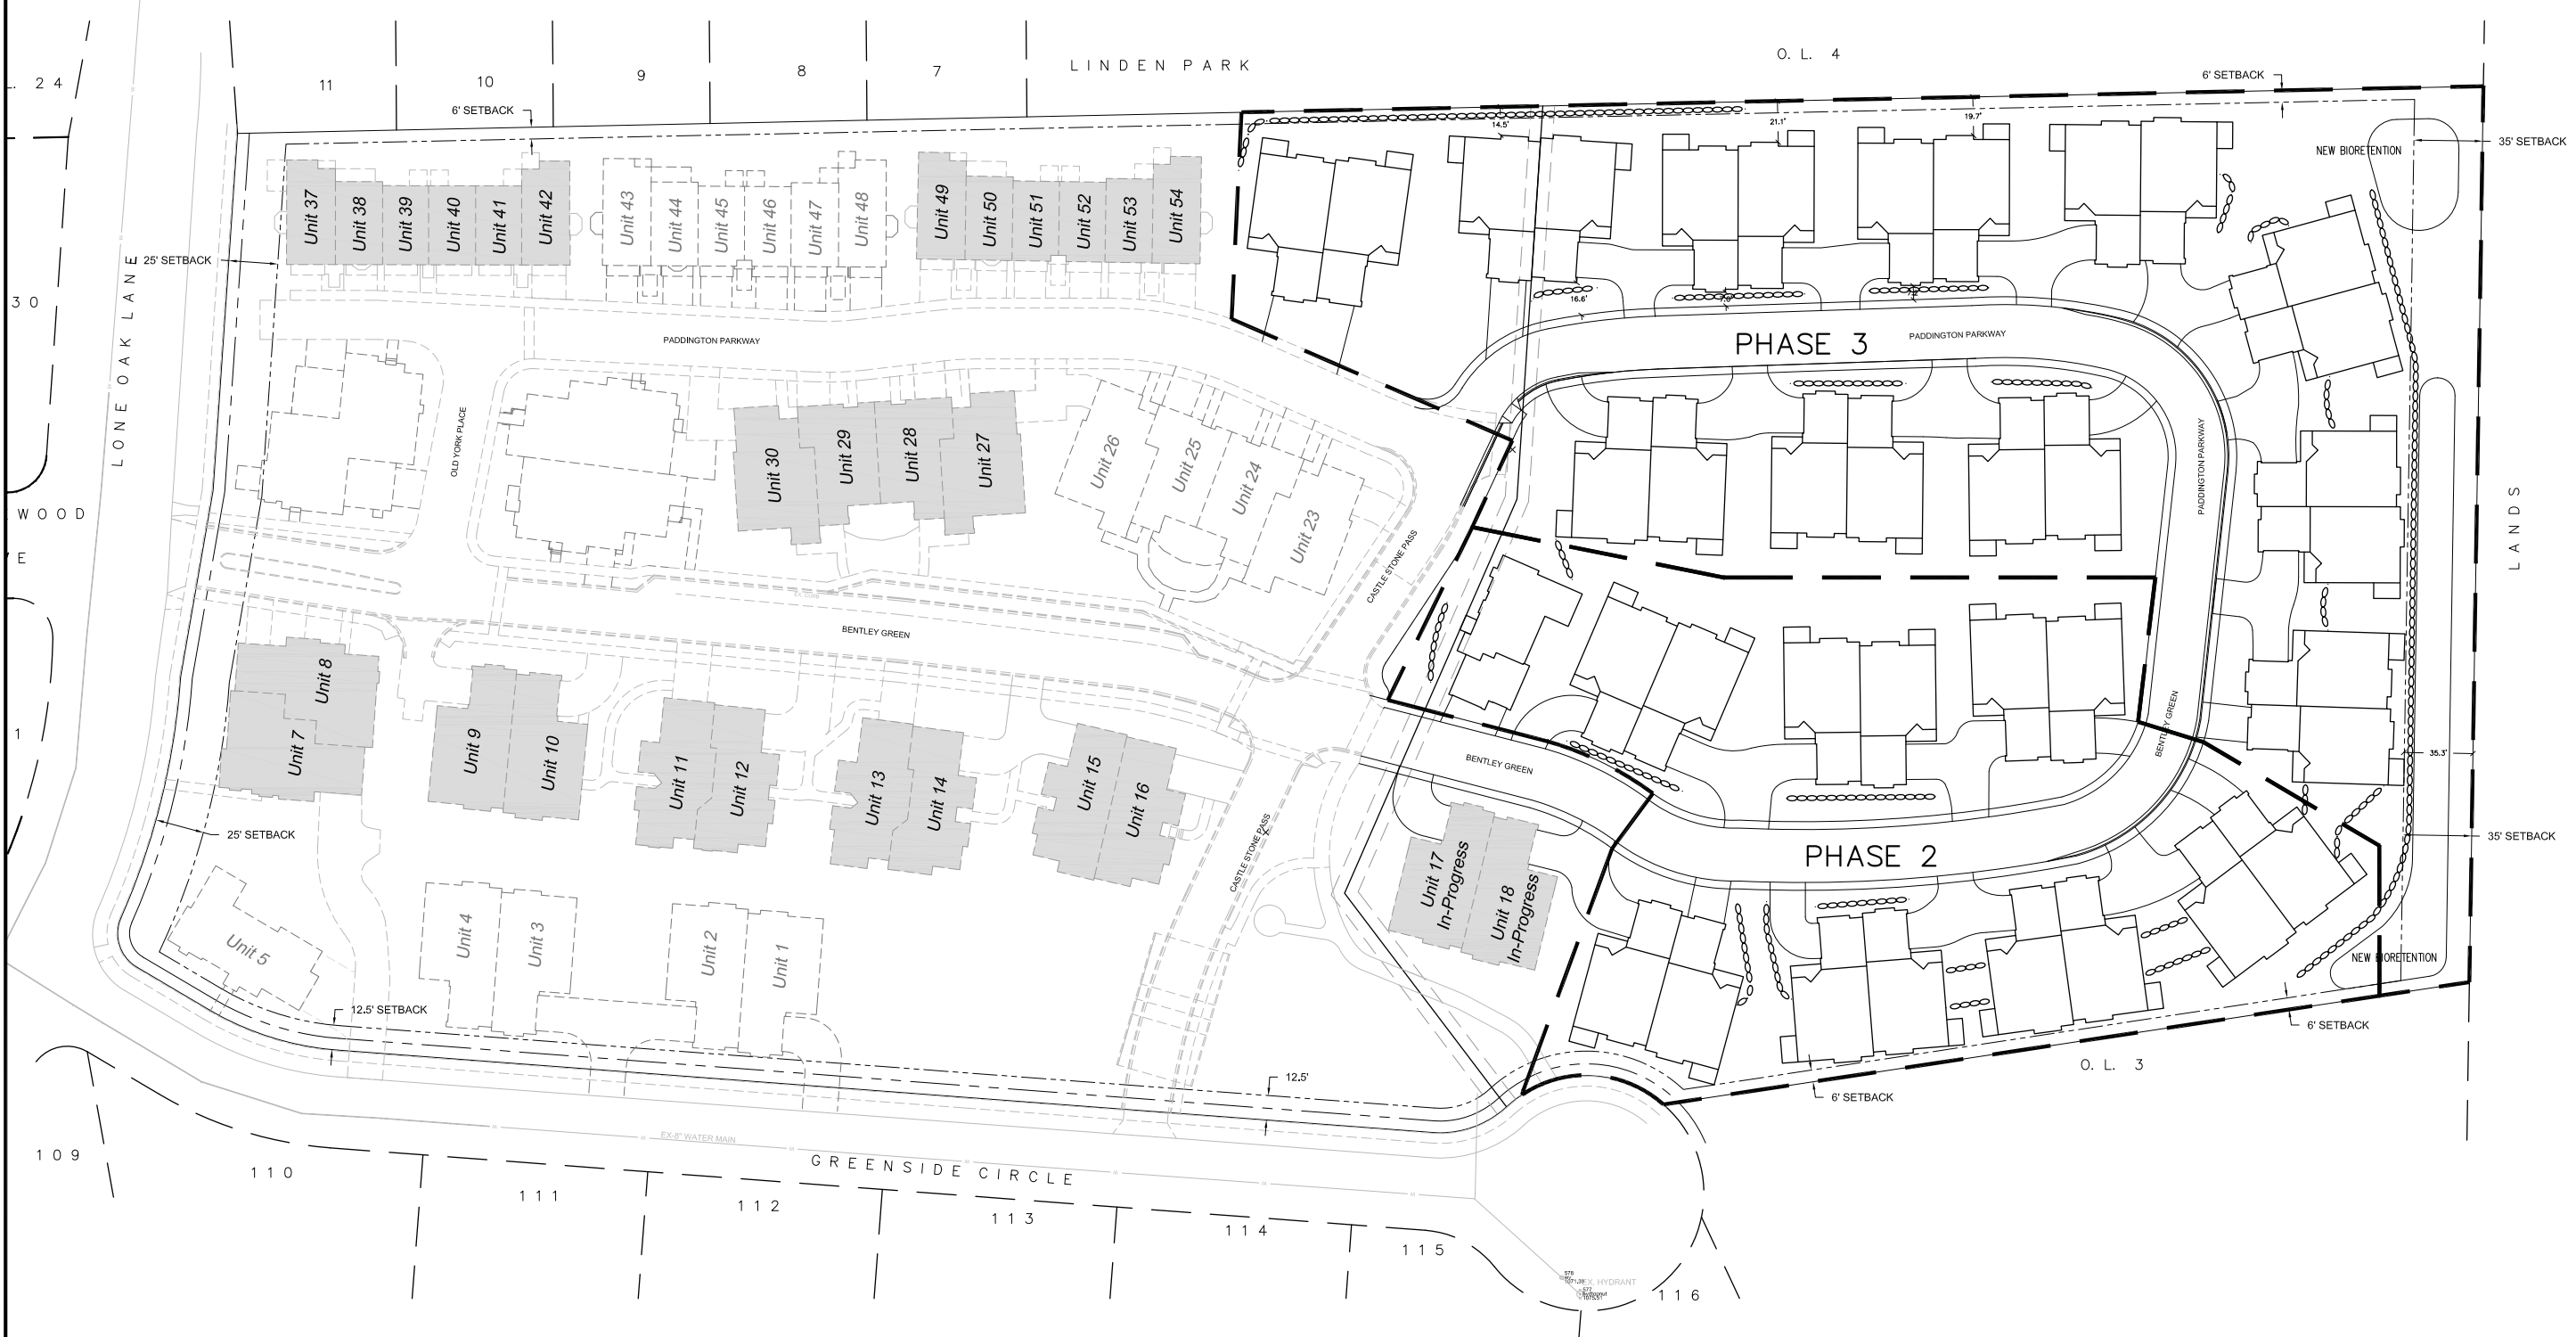 LINDEN PARK
O. L. 4
L. 24
11
10
9
8
7
6' SETBACK
6' SETBACK
35' SETBACK
NEW BIORETENTION
14.5'
21.1'
19.7'
Unit 37
Unit 38
Unit 39
Unit 40
Unit 41
Unit 42
Unit 43
Unit 44
Unit 45
Unit 46
Unit 47
Unit 48
Unit 49
Unit 50
Unit 51
Unit 52
Unit 53
Unit 54
25' SETBACK
LONE OAK LANE
30
16.6'
PADDINGTON PARKWAY
PHASE 3
PADDINGTON PARKWAY
OLD YORK PLACE
Unit 30
Unit 29
Unit 28
Unit 27
Unit 26
Unit 25
Unit 24
Unit 23
PADDINGTON PARKWAY
LANDS
WOOD
E
CASTLE STONE PASS
BENTLEY GREEN
Unit 8
Unit 7
Unit 9
Unit 10
Unit 11
Unit 12
Unit 13
Unit 14
Unit 15
Unit 16
1
BENTLEY GREEN
BENTLEY GREEN
35.3'
25' SETBACK
CASTLE STONE PASS
Unit 17
In-Progress
Unit 18
In-Progress
PHASE 2
35' SETBACK
Unit 5
Unit 4
Unit 3
Unit 2
Unit 1
NEW BIORETENTION
12.5' SETBACK
6' SETBACK
O. L. 3
12.5'
6' SETBACK
EX-8" WATER MAIN
GREENSIDE CIRCLE
109
110
111
112
113
114
115
116
EX. HYDRANT
578
577